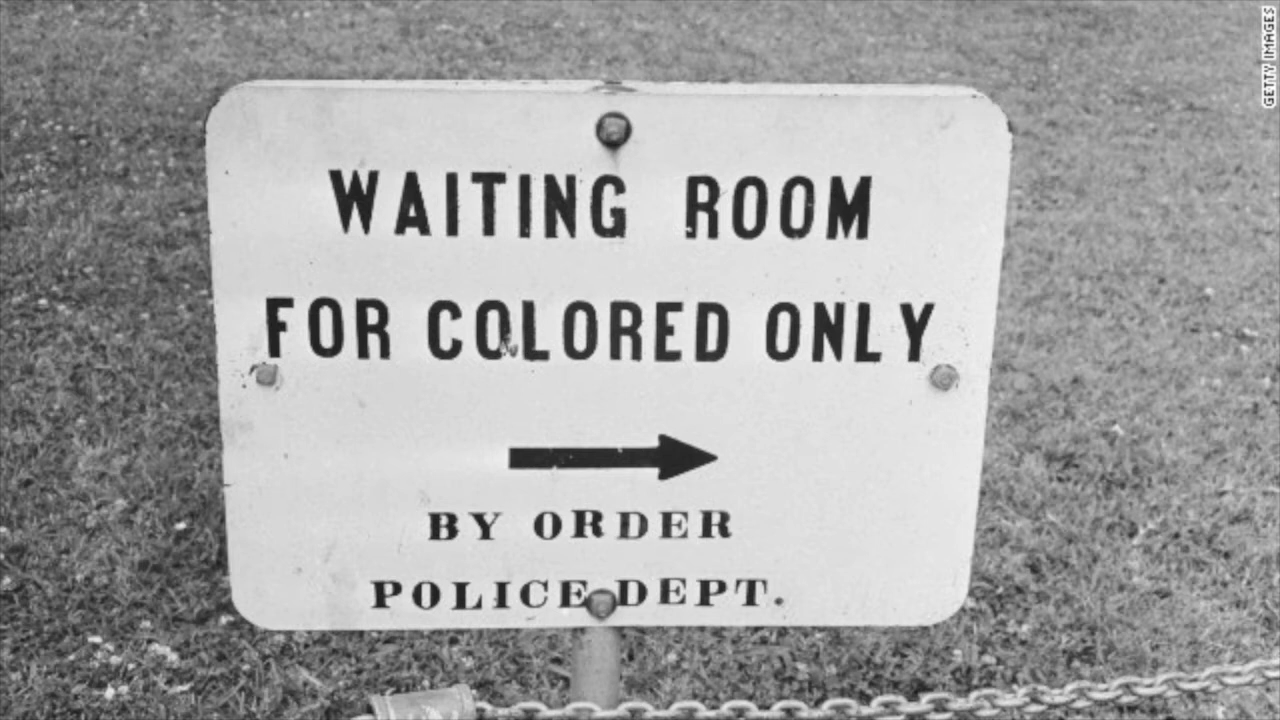 GETTY IMAGES
WAITING ROOM
FOR COLORED ONLY
BY ORDER
POLICE DEPT.